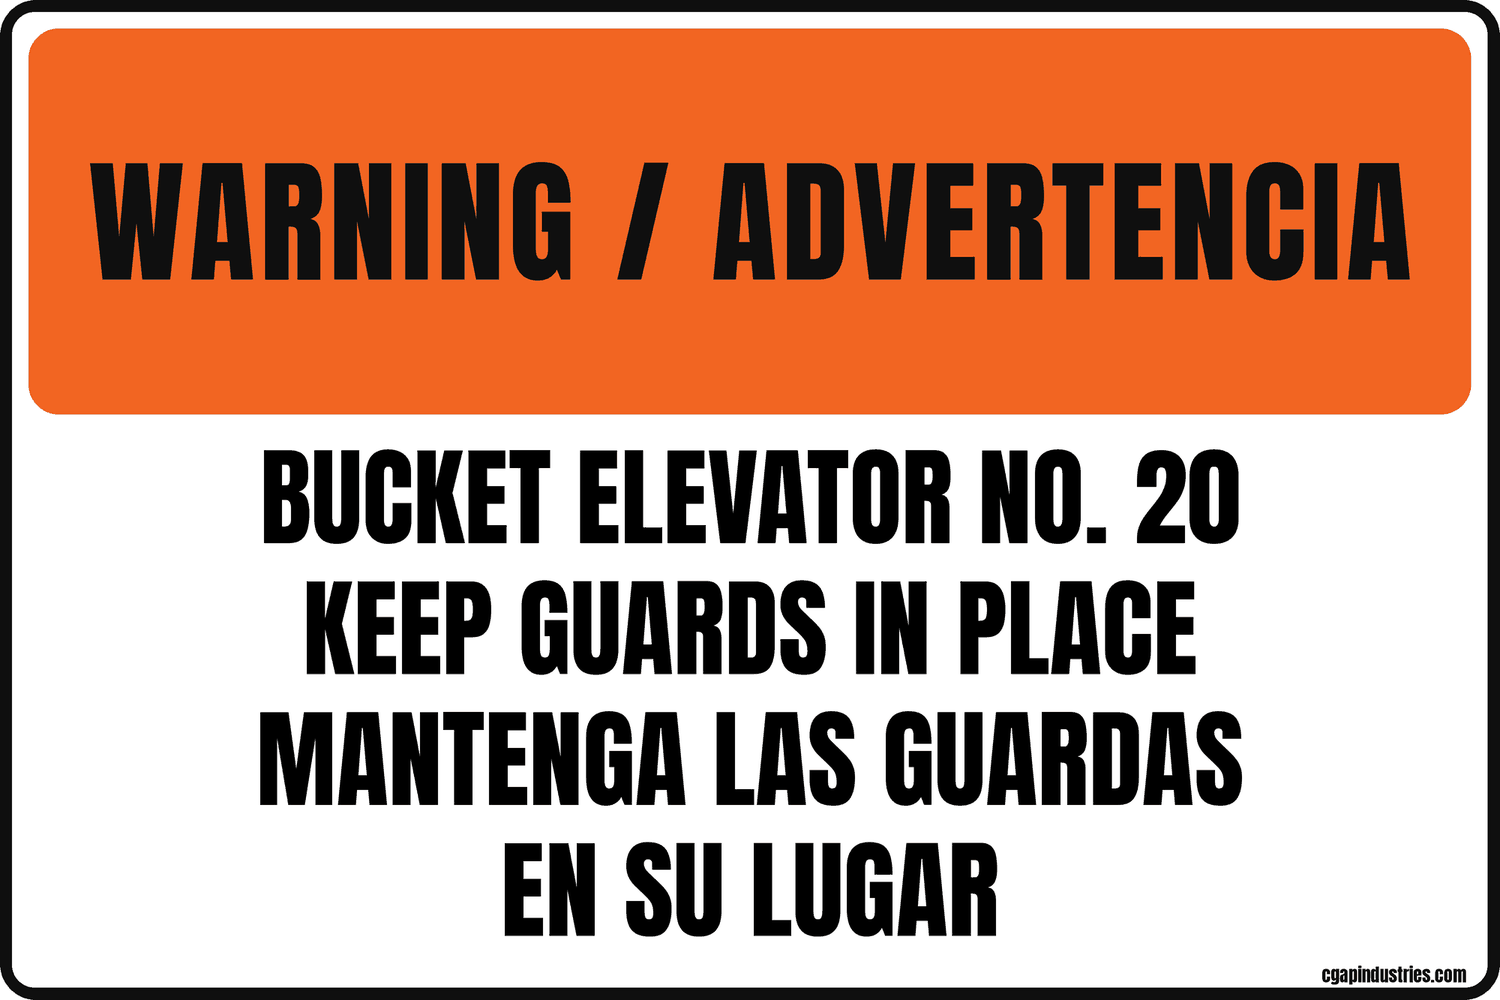 WARNING / ADVERTENCIA
BUCKET ELEVATOR NO. 20
KEEP GUARDS IN PLACE
MANTENGA LAS GUARDAS
EN SU LUGAR
cgapindustries.com